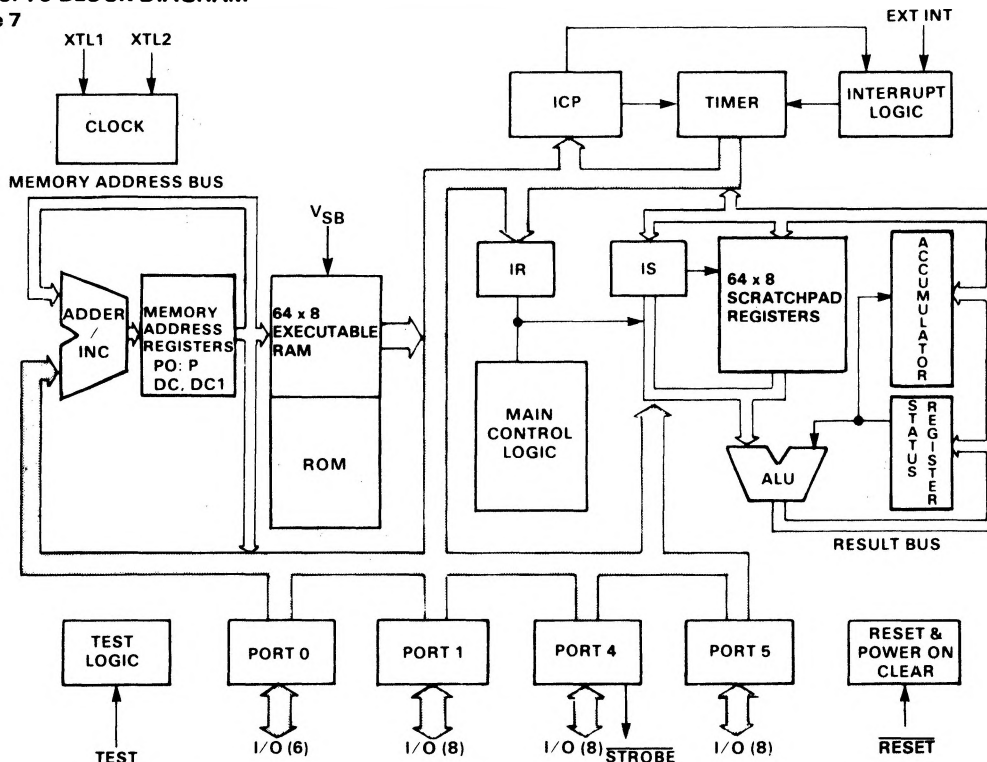 BLOCK DIAGRAM
7
XTL1 XTL2
CLOCK
EXT INT
ICP
TIMER
INTERRUPT
LOGIC
MEMORY ADDRESS BUS
VSB
ADDER
/
INC
MEMORY
ADDRESS
REGISTERS
PO: P
DC, DC1
64 x 8
EXECUTABLE
RAM
ROM
IR
IS
64 x 8
SCRATCHPAD
REGISTERS
ACCUMULATOR
MAIN
CONTROL
LOGIC
ALU
STATUS
REGISTER
RESULT BUS
TEST
LOGIC
PORT 0
PORT 1
PORT 4
PORT 5
RESET &
POWER ON
CLEAR
TEST
I/O (6)
I/O (8)
I/O (8)
STROBE
I/O (8)
RESET